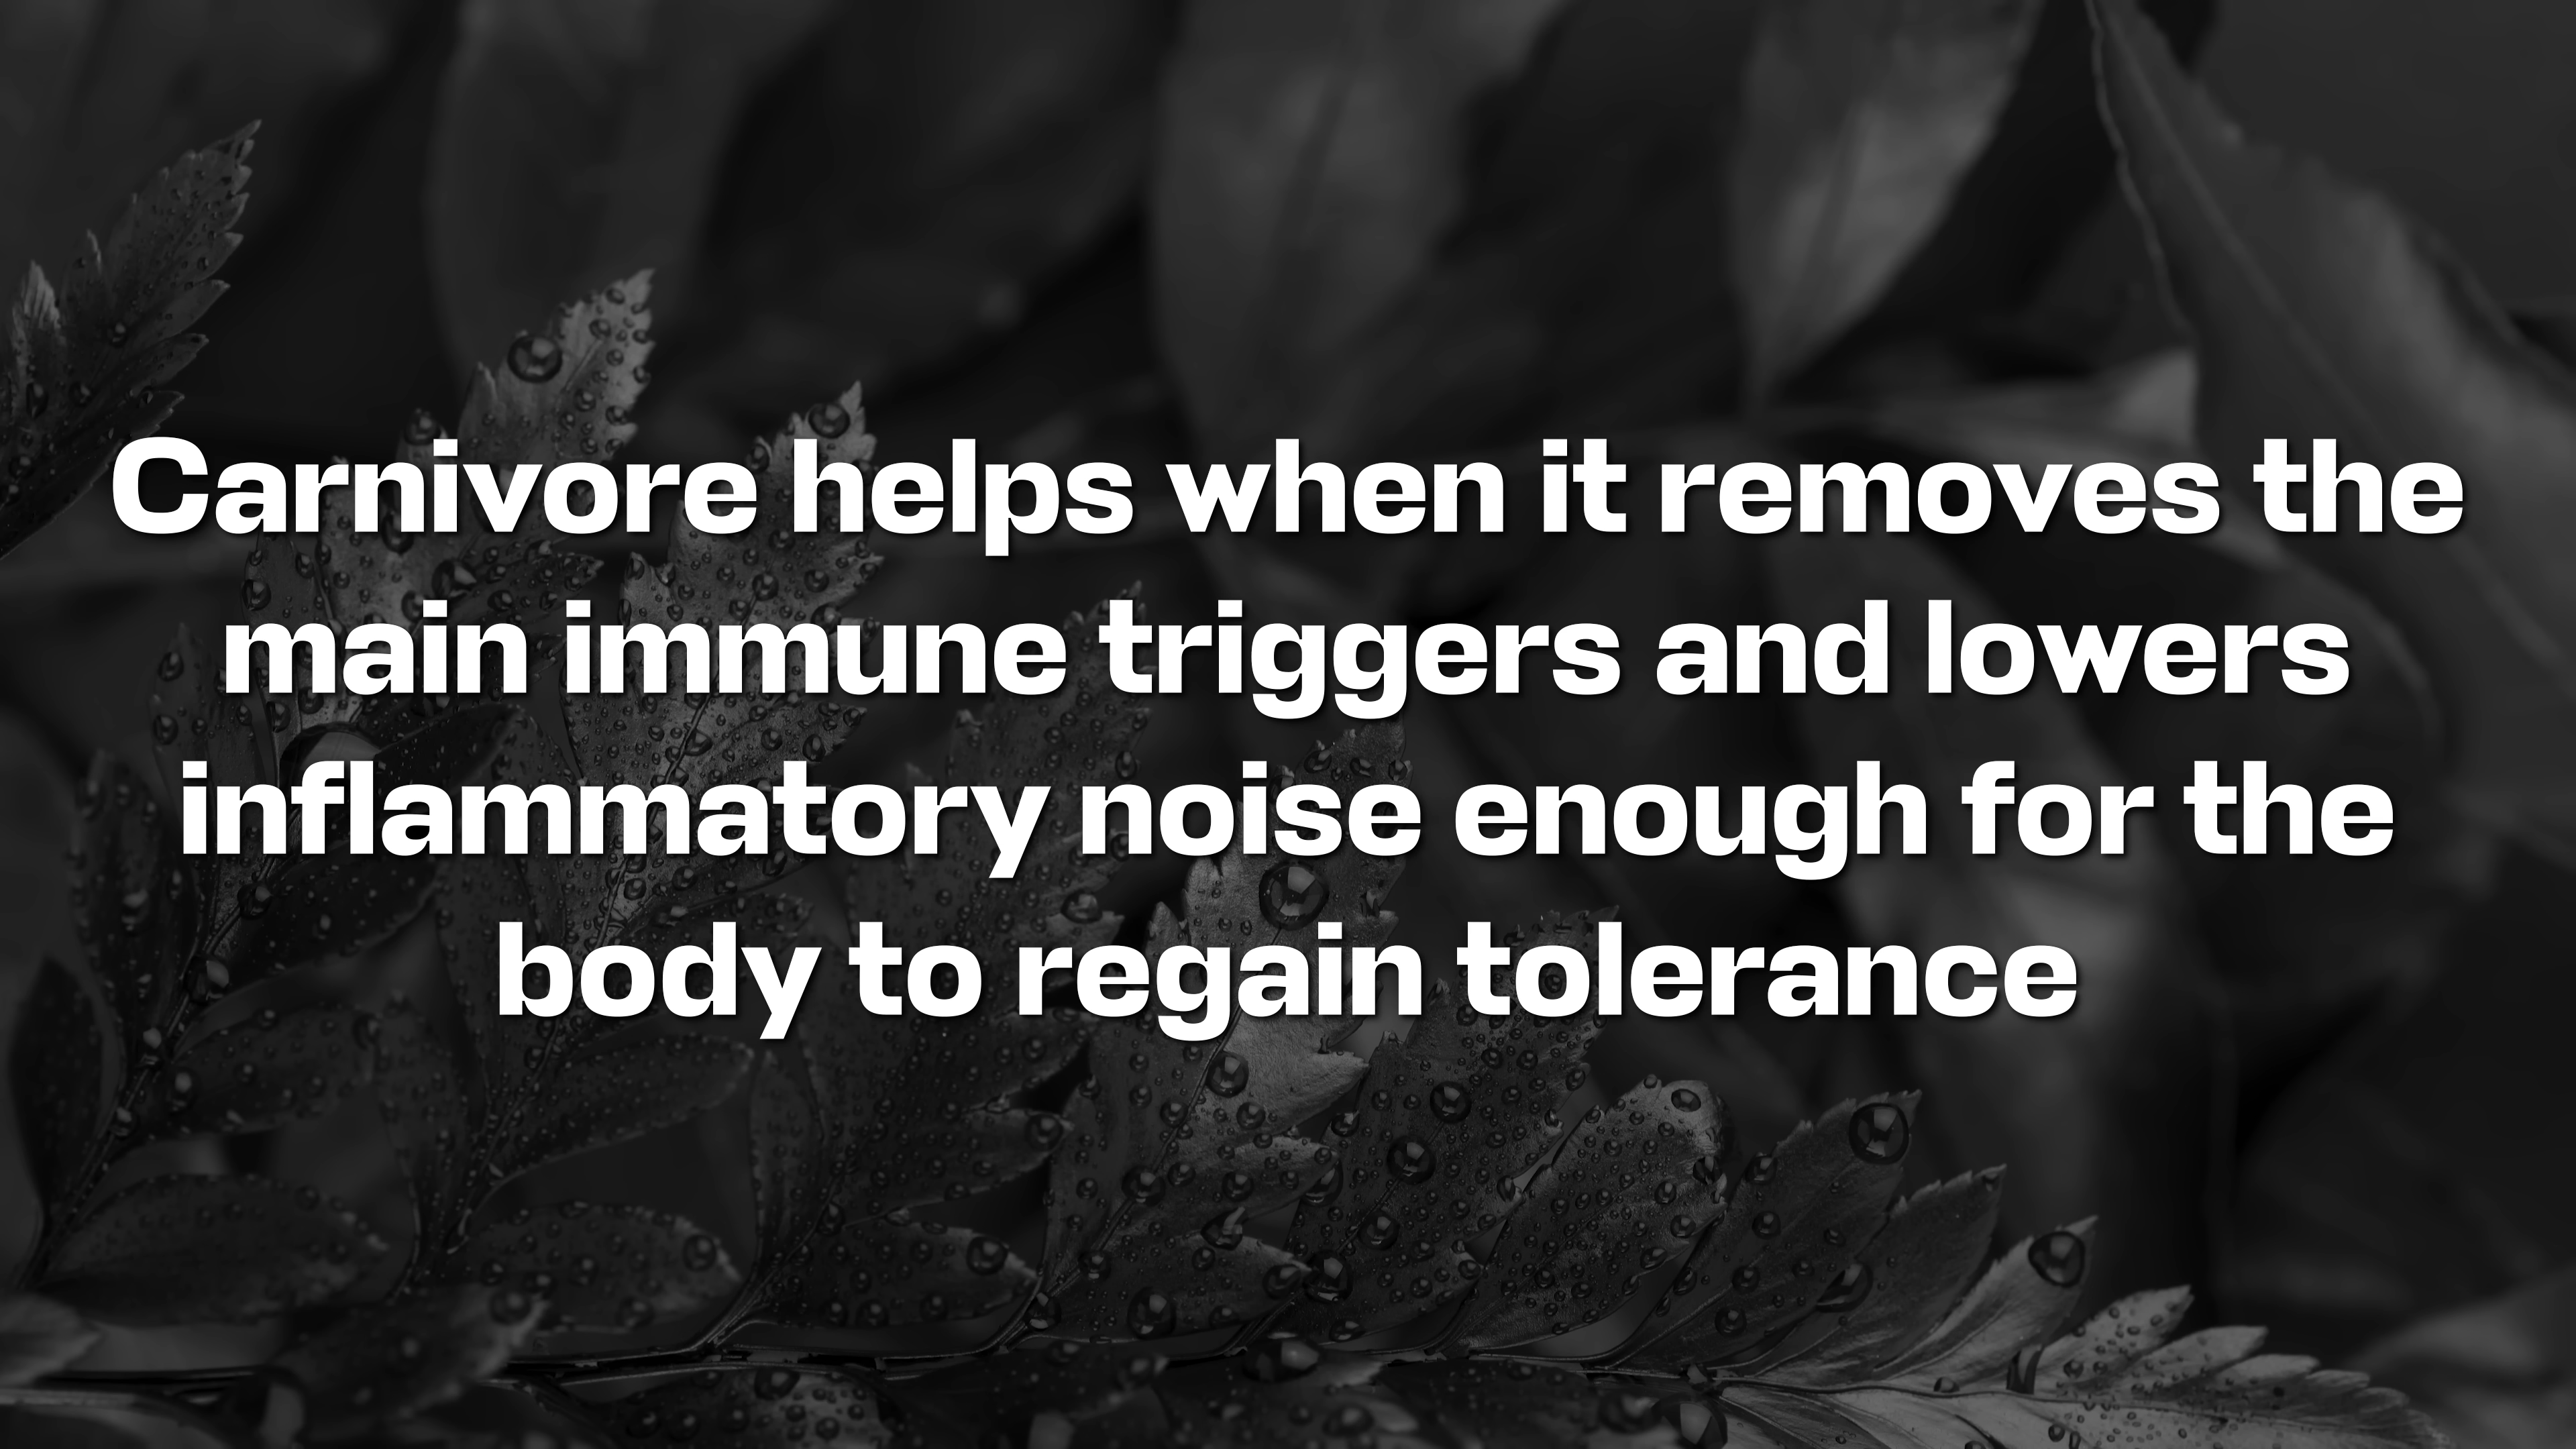 Carnivore helps when it removes the
main immune triggers and lowers
inflammatory noise enough for the
body to regain tolerance